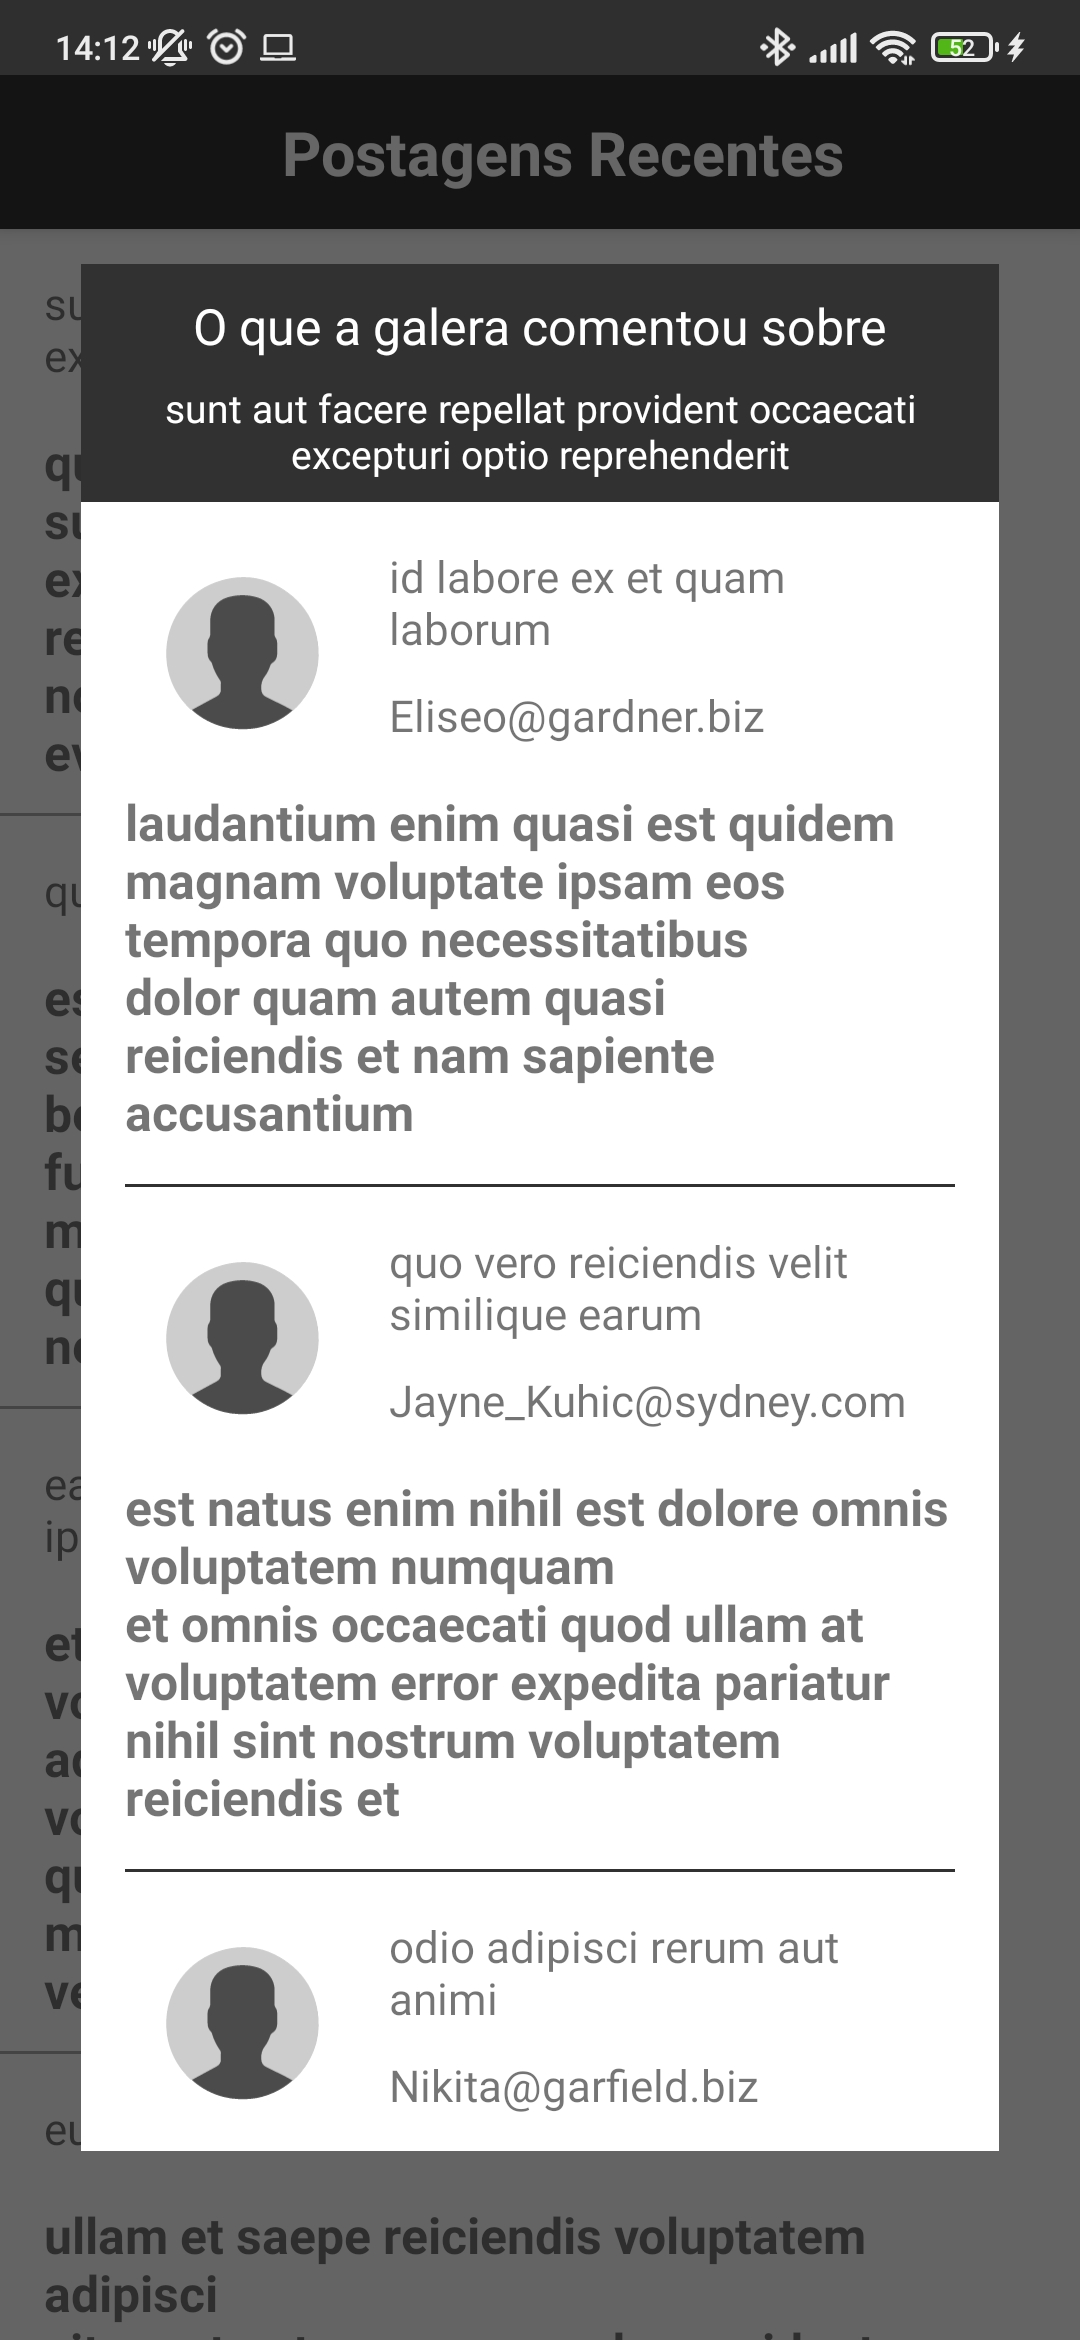 14:12
52
Postagens Recentes
O que a galera comentou sobre
sunt aut facere repellat provident occaecati
excepturi optio reprehenderit
id labore ex et quam
laborum
Eliseo@gardner.biz
laudantium enim quasi est quidem
magnam voluptate ipsam eos
tempora quo necessitatibus
dolor quam autem quasi
reiciendis et nam sapiente
accusantium
quo vero reiciendis velit
similique earum
Jayne_Kuhic@sydney.com
est natus enim nihil est dolore omnis
voluptatem numquam
et omnis occaecati quod ullam at
voluptatem error expedita pariatur
nihil sint nostrum voluptatem
reiciendis et
odio adipisci rerum aut
animi
Nikita@garfield.biz
ullam et saepe reiciendis voluptatem
adipisci